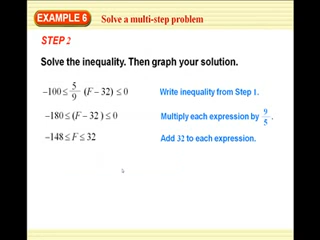 EXAMPLE 6 Solve a multi-step problem
STEP 2
Solve the inequality. Then graph your solution.
−100 ≤ 5/9 (F − 32) ≤ 0 Write inequality from Step 1.
−180 ≤ (F − 32) ≤ 0 Multiply each expression by 9/5.
−148 ≤ F ≤ 32 Add 32 to each expression.